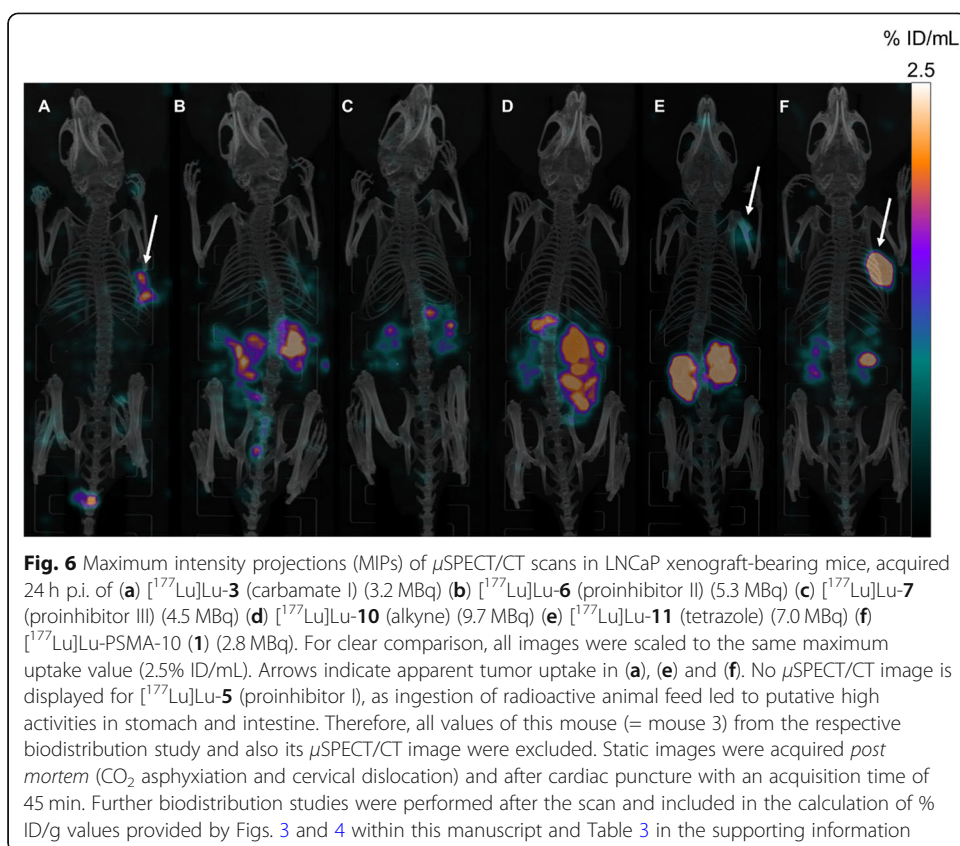 % ID/mL
2.5
A B C D E F
Fig. 6 Maximum intensity projections (MIPs) of μSPECT/CT scans in LNCaP xenograft-bearing mice, acquired
24 h p.i. of (a) [¹⁷⁷Lu]Lu-3 (carbamate I) (3.2 MBq) (b) [¹⁷⁷Lu]Lu-6 (proinhibitor II) (5.3 MBq) (c) [¹⁷⁷Lu]Lu-7
(proinhibitor III) (4.5 MBq) (d) [¹⁷⁷Lu]Lu-10 (alkyne) (9.7 MBq) (e) [¹⁷⁷Lu]Lu-11 (tetrazole) (7.0 MBq) (f)
[¹⁷⁷Lu]Lu-PSMA-10 (1) (2.8 MBq). For clear comparison, all images were scaled to the same maximum
uptake value (2.5% ID/mL). Arrows indicate apparent tumor uptake in (a), (e) and (f). No μSPECT/CT image is
displayed for [¹⁷⁷Lu]Lu-5 (proinhibitor I), as ingestion of radioactive animal feed led to putative high
activities in stomach and intestine. Therefore, all values of this mouse (= mouse 3) from the respective
biodistribution study and also its μSPECT/CT image were excluded. Static images were acquired post
mortem (CO₂ asphyxiation and cervical dislocation) and after cardiac puncture with an acquisition time of
45 min. Further biodistribution studies were performed after the scan and included in the calculation of %
ID/g values provided by Figs. 3 and 4 within this manuscript and Table 3 in the supporting information